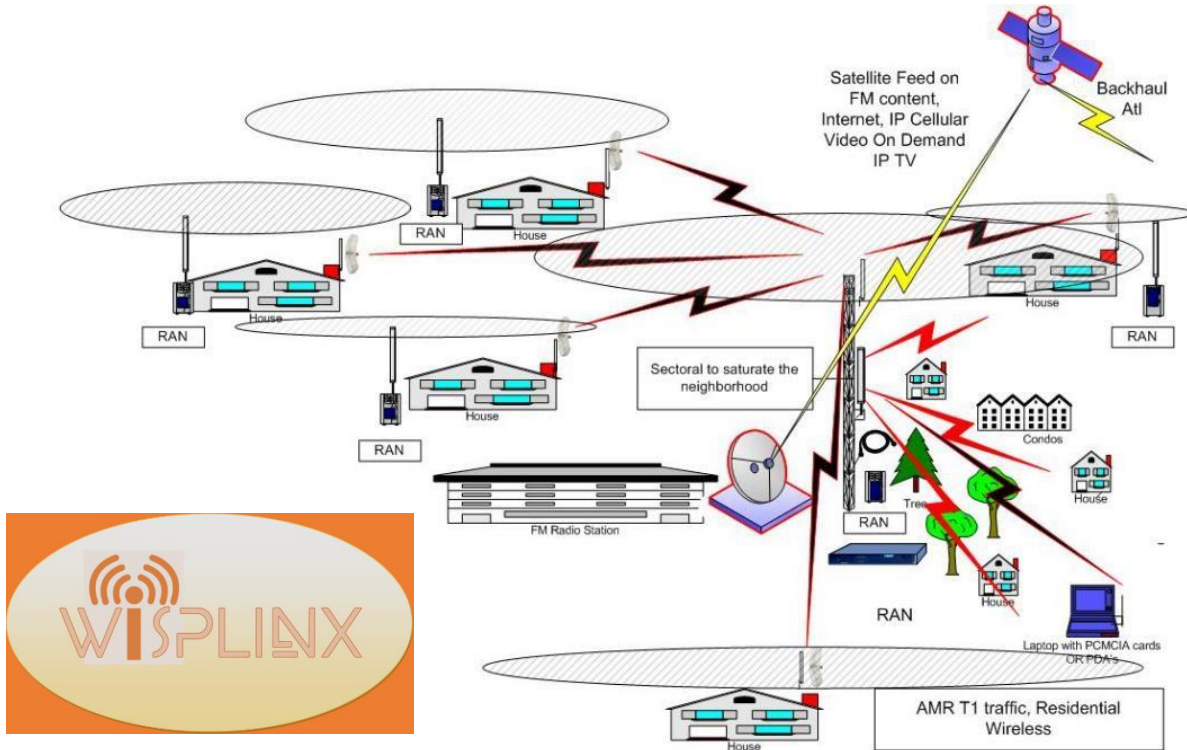 Satellite Feed on
FM content,
Internet, IP Cellular
Video On Demand
IP TV
Backhaul
Atl
RAN
House
RAN
House
House
RAN
RAN
House
Sectoral to saturate the
neighborhood
Condos
House
Tree
RAN
FM Radio Station
House
RAN
Laptop with PCMCIA cards
OR PDA's
WISPLINX
AMR T1 traffic, Residential
Wireless
House